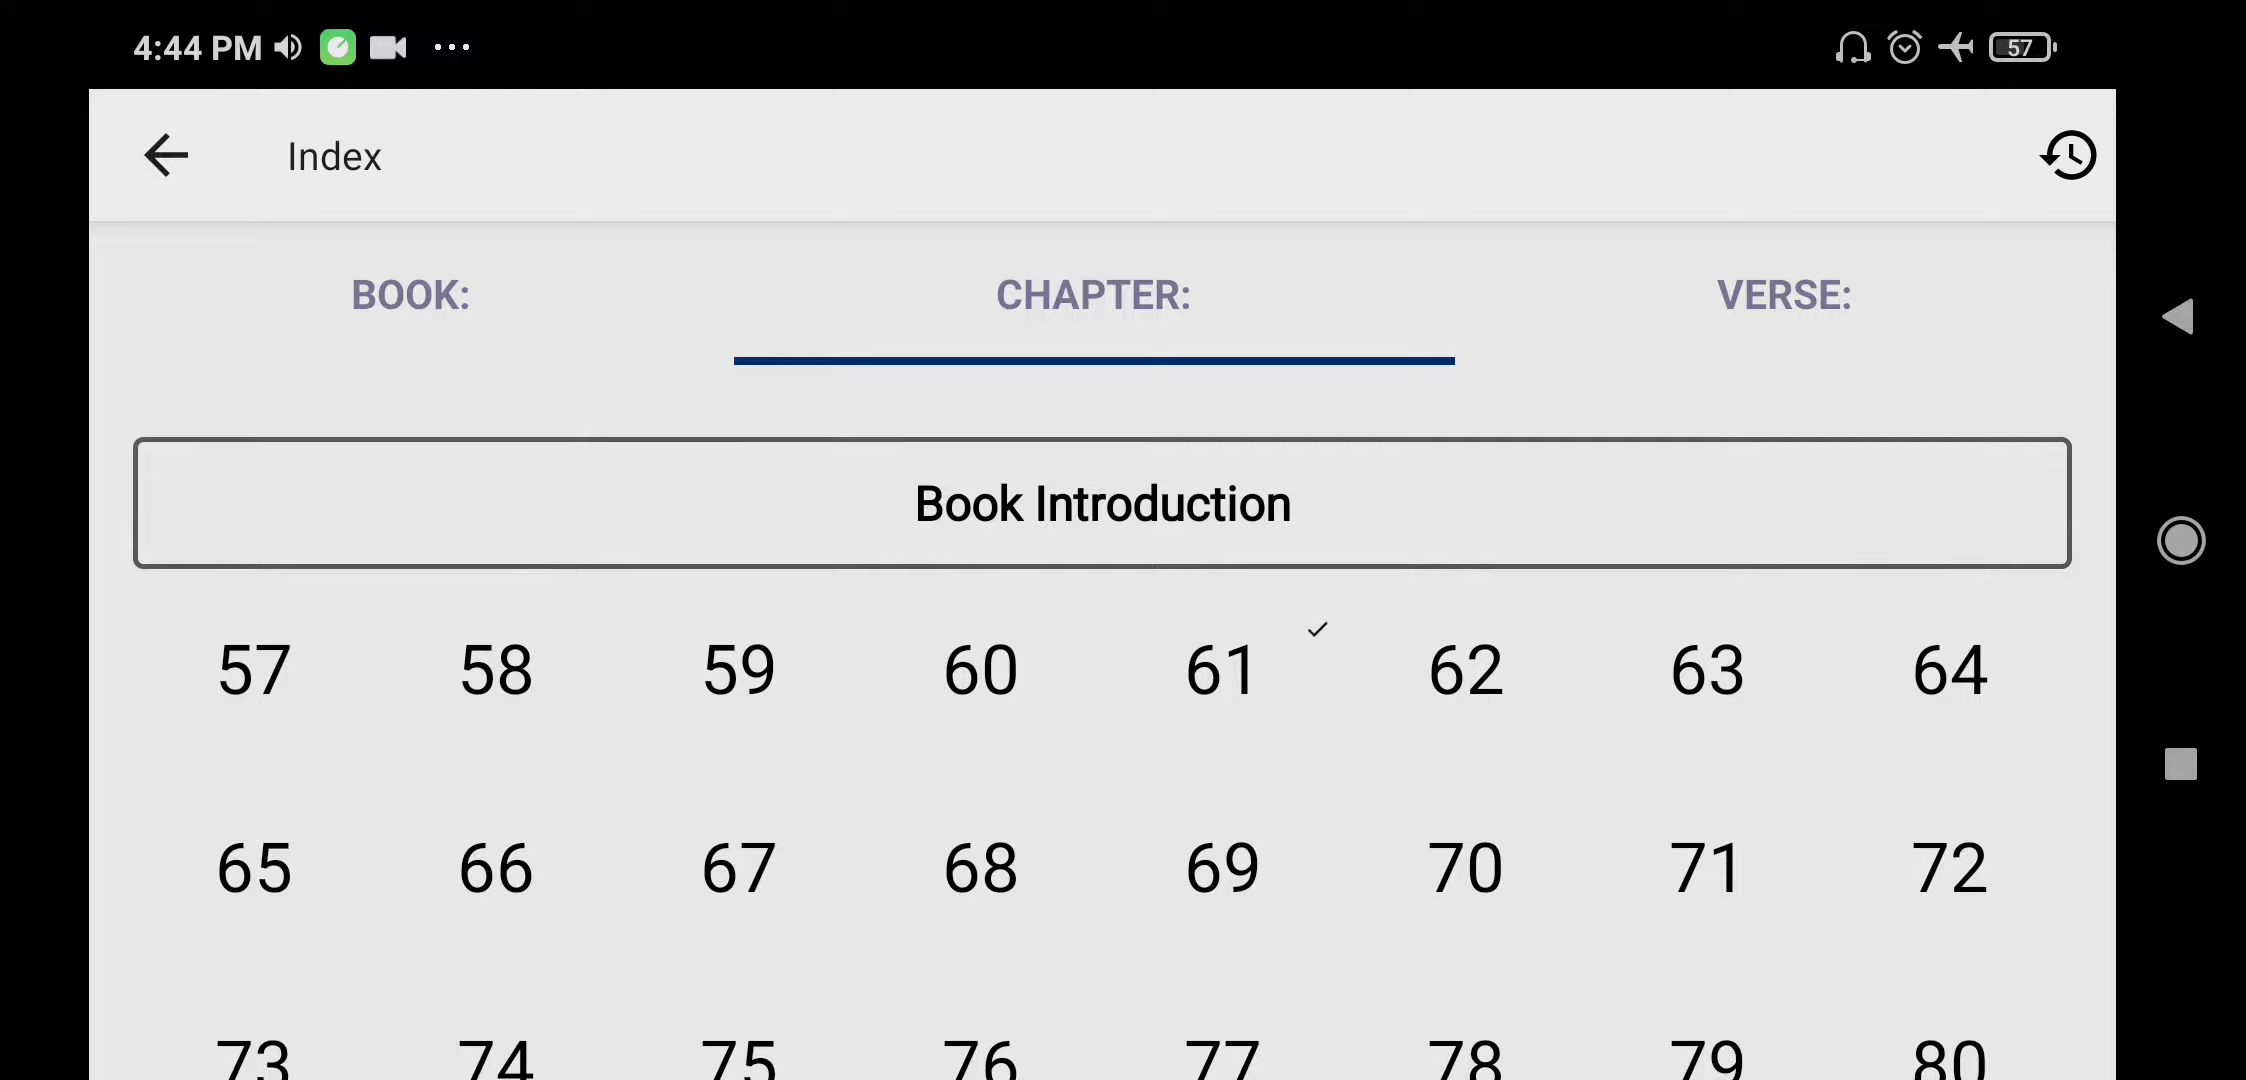 4:44 PM 57
Index
BOOK: CHAPTER: VERSE:
Book Introduction
57 58 59 60 61 62 63 64
65 66 67 68 69 70 71 72
73 74 75 76 77 78 79 80